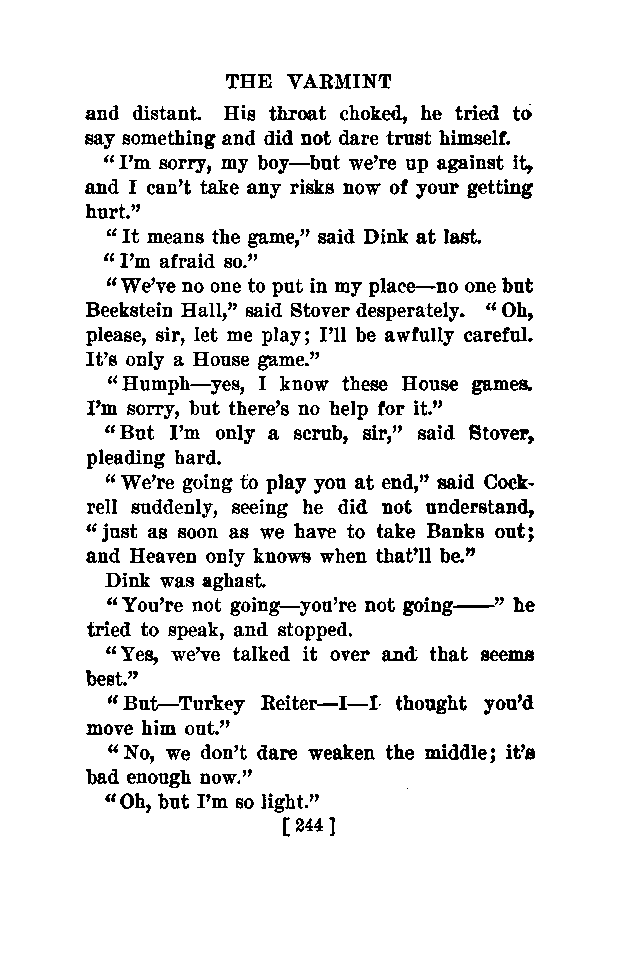 THE VARMINT
and distant. His throat choked, he tried to
say something and did not dare trust himself.
“I'm sorry, my boy—but we're up against it,
and I can't take any risks now of your getting
hurt.”
“It means the game,” said Dink at last.
“I'm afraid so.”
“We've no one to put in my place—no one but
Beekstein Hall,” said Stover desperately. “Oh,
please, sir, let me play; I'll be awfully careful.
It's only a House game.”
“Humph—yes, I know these House games.
I'm sorry, but there's no help for it.”
“But I'm only a scrub, sir,” said Stover,
pleading hard.
“We're going to play you at end,” said Cock-
rell suddenly, seeing he did not understand,
“just as soon as we have to take Banks out;
and Heaven only knows when that'll be.”
Dink was aghast.
“You're not going—you're not going——” he
tried to speak, and stopped.
“Yes, we've talked it over and that seems
best.”
“But—Turkey Reiter—I—I thought you'd
move him out.”
“No, we don't dare weaken the middle; it's
bad enough now.”
“Oh, but I'm so light.”
[ 244 ]